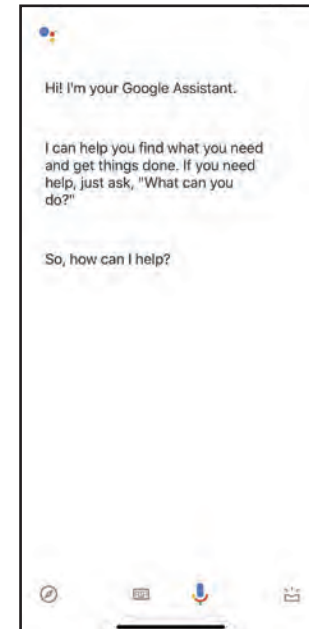 Hi! I'm your Google Assistant.
I can help you find what you need
and get things done. If you need
help, just ask, "What can you
do?"
So, how can I help?